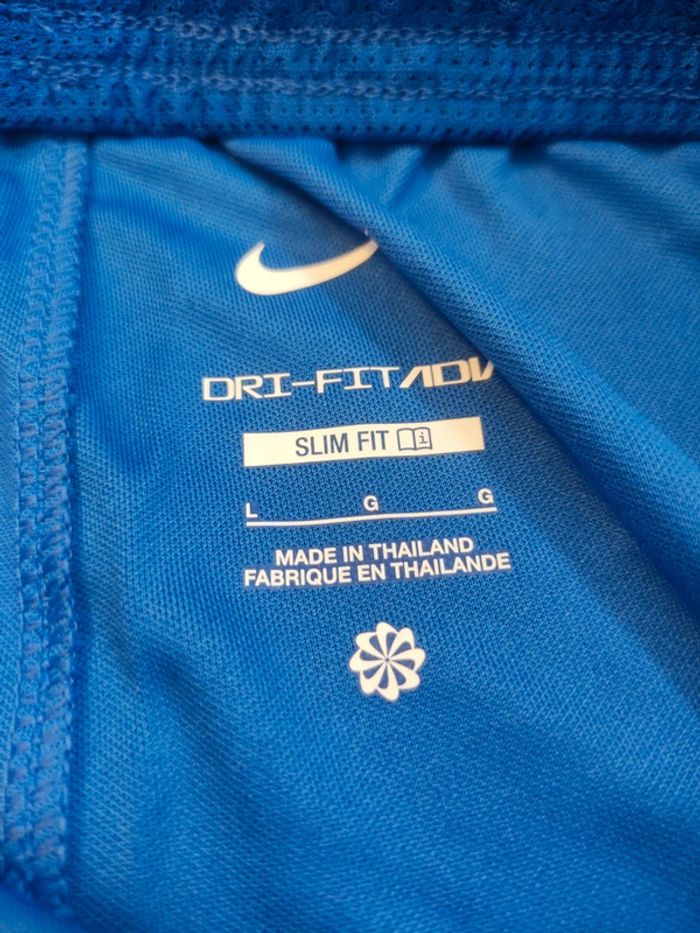 DRI-FIT ADV
SLIM FIT
L G G
MADE IN THAILAND
FABRIQUE EN THAILANDE